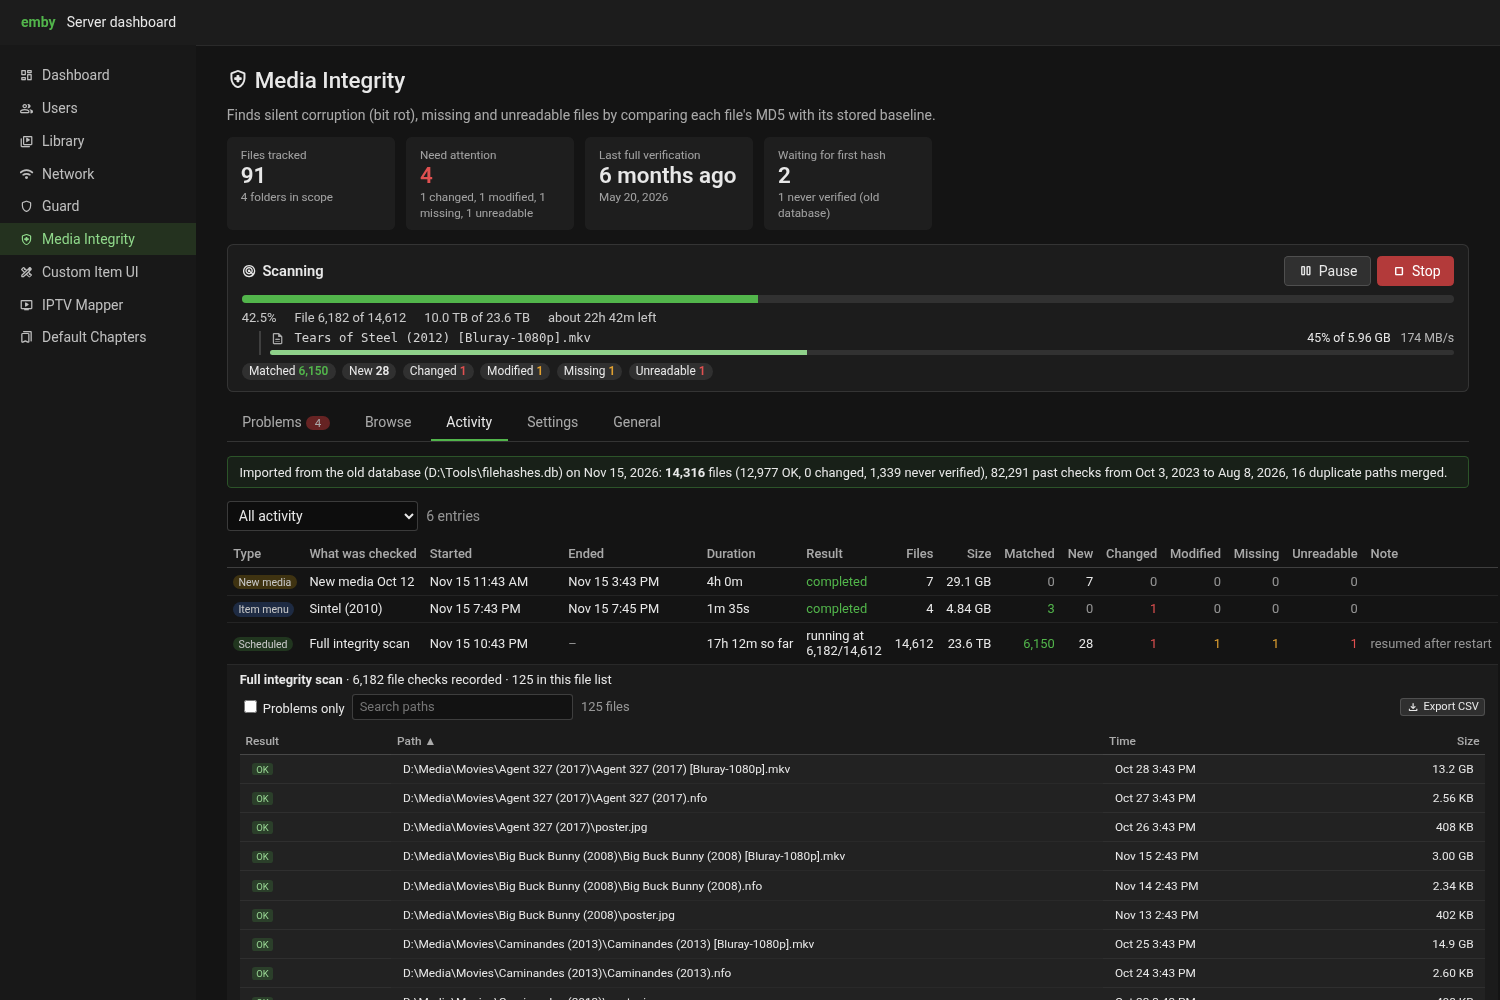 emby Server dashboard
Dashboard
Users
Library
Network
Guard
Media Integrity
Custom Item UI
IPTV Mapper
Default Chapters
Media Integrity
Finds silent corruption (bit rot), missing and unreadable files by comparing each file's MD5 with its stored baseline.
Files tracked
91
4 folders in scope
Need attention
4
1 changed, 1 modified, 1
missing, 1 unreadable
Last full verification
6 months ago
May 20, 2026
Waiting for first hash
2
1 never verified (old
database)
Scanning
Pause Stop
42.5% File 6,182 of 14,612 10.0 TB of 23.6 TB about 22h 42m left
Tears of Steel (2012) [Bluray-1080p].mkv 45% of 5.96 GB 174 MB/s
Matched 6,150 New 28 Changed 1 Modified 1 Missing 1 Unreadable 1
Problems 4 Browse Activity Settings General
Imported from the old database (D:\Tools\filehashes.db) on Nov 15, 2026: 14,316 files (12,977 OK, 0 changed, 1,339 never verified), 82,291 past checks from Oct 3, 2023 to Aug 8, 2026, 16 duplicate paths merged.
All activity 6 entries
Type What was checked Started Ended Duration Result Files Size Matched New Changed Modified Missing Unreadable Note
New media New media Oct 12 Nov 15 11:43 AM Nov 15 3:43 PM 4h 0m completed 7 29.1 GB 0 7 0 0 0 0
Item menu Sintel (2010) Nov 15 7:43 PM Nov 15 7:45 PM 1m 35s completed 4 4.84 GB 3 0 1 0 0 0
Scheduled Full integrity scan Nov 15 10:43 PM – 17h 12m so far running at 6,182/14,612 14,612 23.6 TB 6,150 28 1 1 1 1 resumed after restart
Full integrity scan · 6,182 file checks recorded · 125 in this file list
Problems only Search paths 125 files Export CSV
Result Path ▲ Time Size
OK D:\Media\Movies\Agent 327 (2017)\Agent 327 (2017) [Bluray-1080p].mkv Oct 28 3:43 PM 13.2 GB
OK D:\Media\Movies\Agent 327 (2017)\Agent 327 (2017).nfo Oct 27 3:43 PM 2.56 KB
OK D:\Media\Movies\Agent 327 (2017)\poster.jpg Oct 26 3:43 PM 408 KB
OK D:\Media\Movies\Big Buck Bunny (2008)\Big Buck Bunny (2008) [Bluray-1080p].mkv Nov 15 2:43 PM 3.00 GB
OK D:\Media\Movies\Big Buck Bunny (2008)\Big Buck Bunny (2008).nfo Nov 14 2:43 PM 2.34 KB
OK D:\Media\Movies\Big Buck Bunny (2008)\poster.jpg Nov 13 2:43 PM 402 KB
OK D:\Media\Movies\Caminandes (2013)\Caminandes (2013) [Bluray-1080p].mkv Oct 25 3:43 PM 14.9 GB
OK D:\Media\Movies\Caminandes (2013)\Caminandes (2013).nfo Oct 24 3:43 PM 2.60 KB